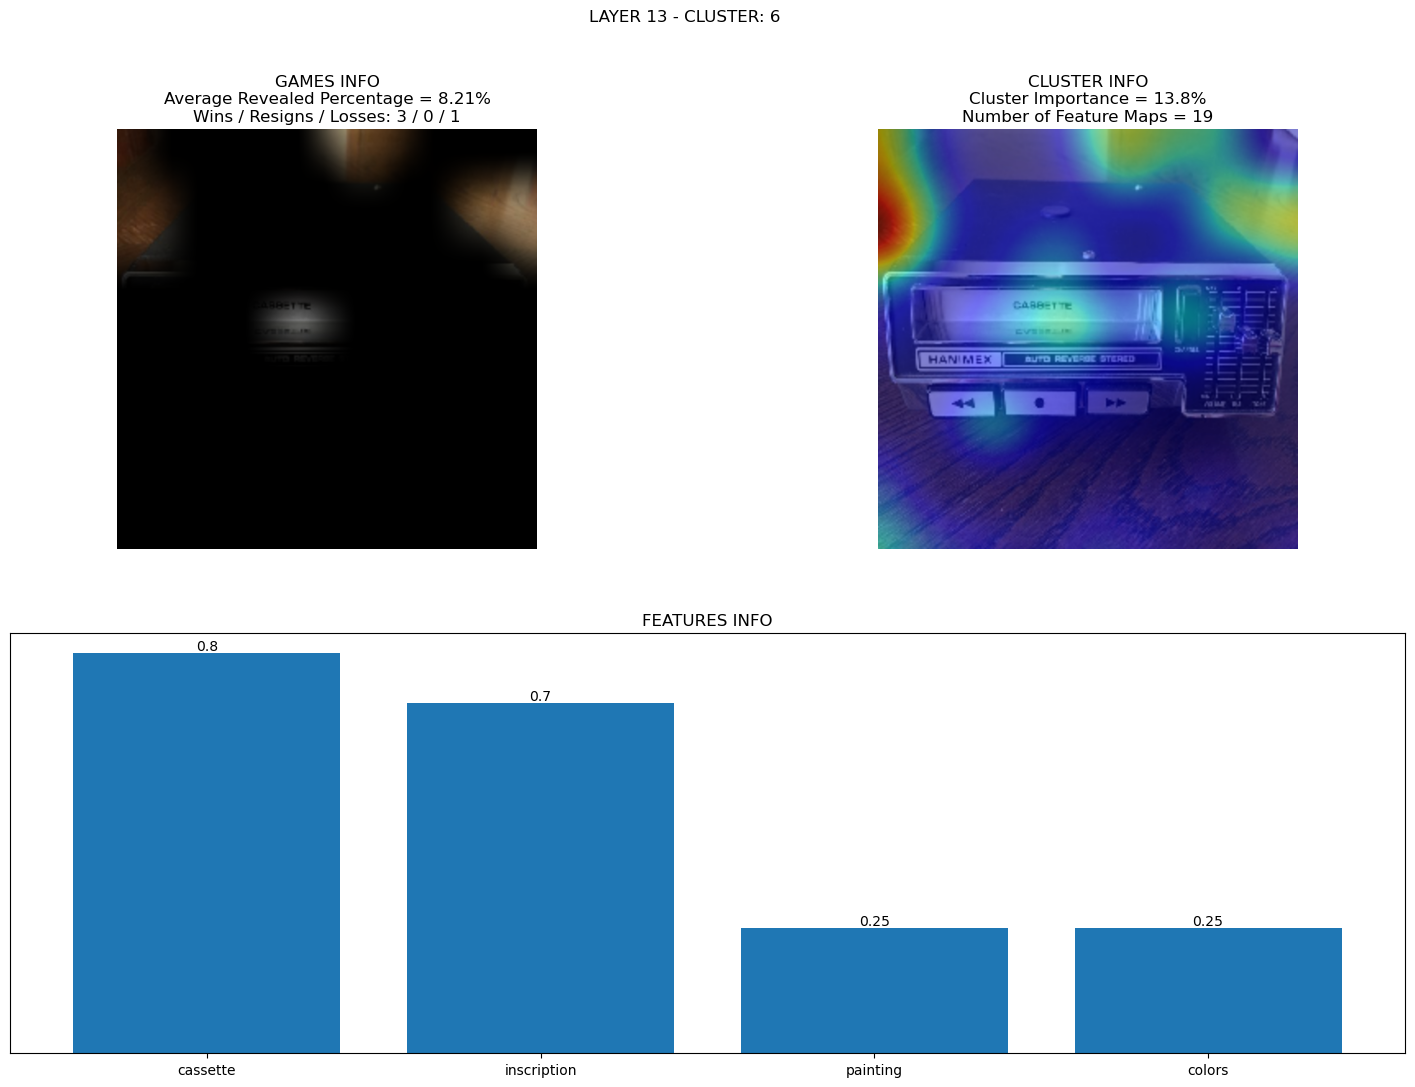 LAYER 13 - CLUSTER: 6
GAMES INFO
Average Revealed Percentage = 8.21%
Wins / Resigns / Losses: 3 / 0 / 1
CASSETTE
CLUSTER INFO
Cluster Importance = 13.8%
Number of Feature Maps = 19
CASSETTE
HANIMEX
AUTO REVERSE STEREO
FEATURES INFO
0.8
0.7
0.25
0.25
cassette
inscription
painting
colors